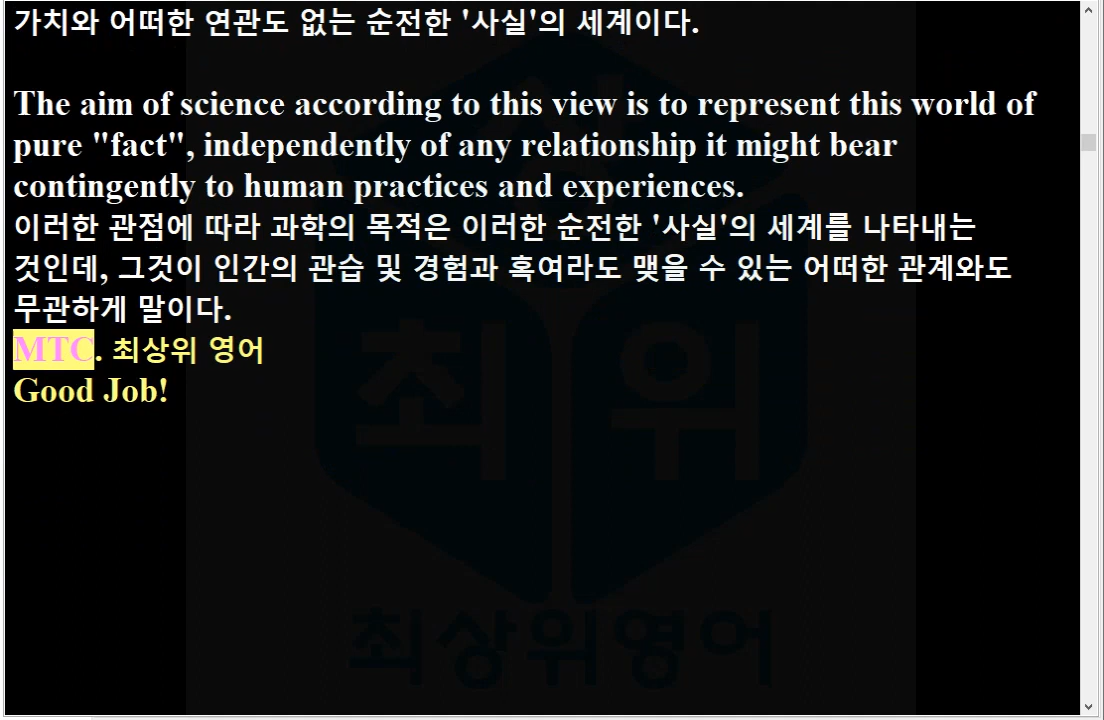 가치와 어떠한 연관도 없는 순전한 '사실'의 세계이다.
The aim of science according to this view is to represent this world of
pure "fact", independently of any relationship it might bear
contingently to human practices and experiences.
이러한 관점에 따라 과학의 목적은 이러한 순전한 '사실'의 세계를 나타내는
것인데, 그것이 인간의 관습 및 경험과 혹여라도 맺을 수 있는 어떠한 관계와도
무관하게 말이다.
MTC. 최상위 영어
Good Job!
상
최 위
최상위영어